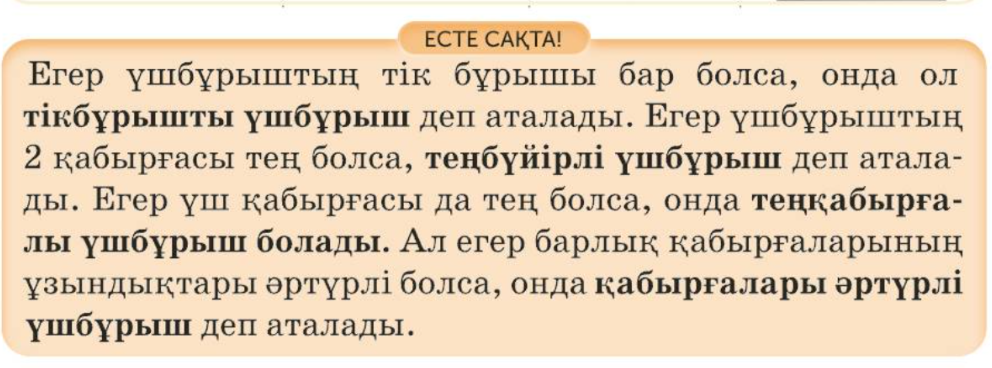 ЕСТЕ САҚТА!
Егер үшбұрыштың тік бұрышы бар болса, онда ол
тікбұрышты үшбұрыш деп аталады. Егер үшбұрыштың
2 қабырғасы тең болса, теңбүйірлі үшбұрыш деп атала-
ды. Егер үш қабырғасы да тең болса, онда теңқабырға-
лы үшбұрыш болады. Ал егер барлық қабырғаларының
ұзындықтары әртүрлі болса, онда қабырғалары әртүрлі
үшбұрыш деп аталады.